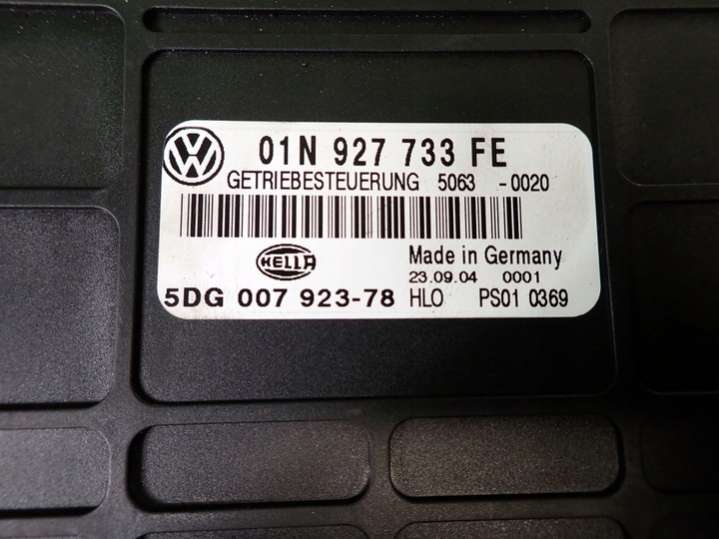 01N 927 733 FE
GETRIEBESTEUERUNG 5063 -0020
HELLA
Made in Germany
23.09.04 0001
5DG 007 923-78 HLO PS01 0369